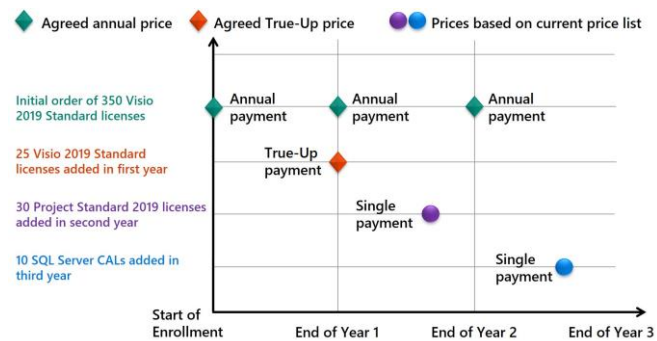 Agreed annual price
Agreed True-Up price
Prices based on current price list
Initial order of 350 Visio
2019 Standard licenses
Annual
payment
Annual
payment
Annual
payment
25 Visio 2019 Standard
licenses added in first year
True-Up
payment
30 Project Standard 2019 licenses
added in second year
Single
payment
10 SQL Server CALs added in
third year
Single
payment
Start of
Enrollment
End of Year 1
End of Year 2
End of Year 3